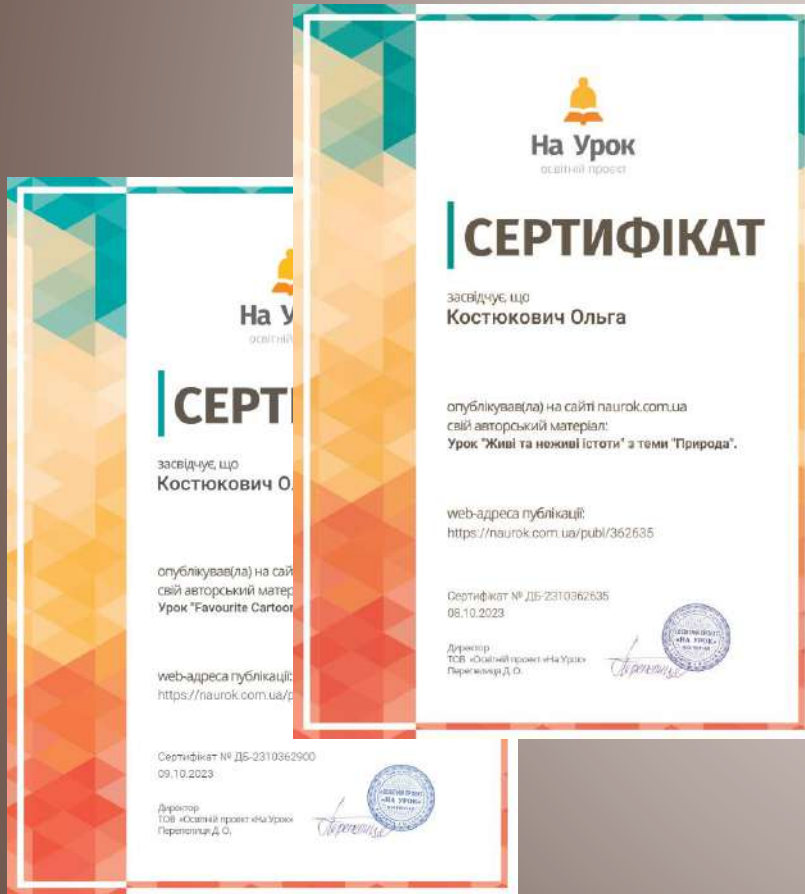 На Урок
освітній проєкт
СЕРТИФІКАТ
засвідчує, що
Костюкович Ольга
опублікував(ла) на сайті naurok.com.ua
свій авторський матеріал:
Урок "Живі та неживі істоти" з теми "Природа".
web-адреса публікації:
https://naurok.com.ua/publ/362635
Сертифікат № ДБ-2310362635
08.10.2023
Директор
ТОВ «Освітній проект «На Урок»
Перепелиця Д. О.
На У
освітній
СЕРТ
засвідчує, що
Костюкович О
опублікував(ла) на сай
свій авторський матер
Урок "Favourite Cartoon
web-адреса публікації:
https://naurok.com.ua/p
Сертифікат № ДБ-2310362900
09.10.2023
Директор
ТОВ «Освітній проект «На Урок»
Перепелиця Д. О.